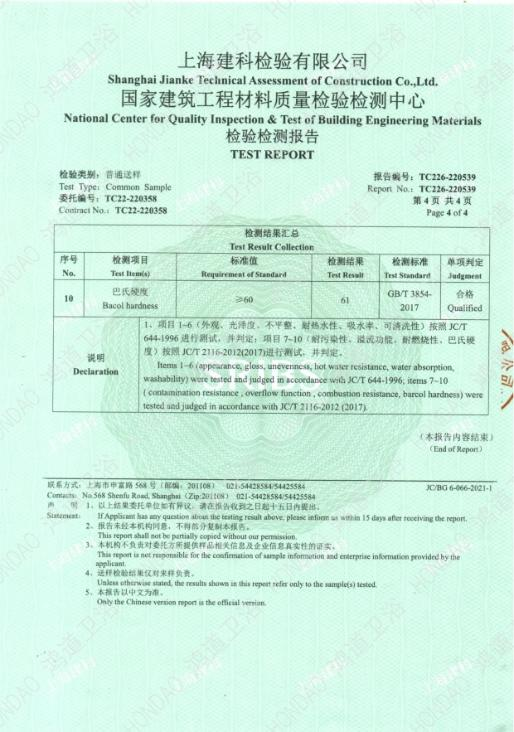 上海建科检验有限公司
Shanghai Jianke Technical Assessment of Construction Co.,Ltd.
国家建筑工程材料质量检验检测中心
National Center for Quality Inspection & Test of Building Engineering Materials
检验检测报告
TEST REPORT
检验类别：普通送样 报告编号：TC226-220539
Test Type: Common Sample Report No.: TC226-220539
委托编号：TC22-220358 第 4 页 共 4 页
Contract No.: TC22-220358 Page 4 of 4
检测结果汇总
Test Result Collection
序号 检测项目 标准值 检测结果 检测标准 单项判定
No. Test Item(s) Requirement of Standard Test Result Test Standard Judgment
10 巴氏硬度 Bacol hardness ≥60 61 GB/T 3854-2017 合格 Qualified
说明
Declaration
1、项目 1~6（外观、光泽度、不平整、耐热水性、吸水率、可清洗性）按照 JC/T
644-1996 进行测试，并判定；项目 7~10（耐污染性、溢流功能、耐燃烧性、巴氏硬
度）按照 JC/T 2116-2012(2017)进行测试，并判定。
Items 1~6 (appearance, gloss, unevenness, hot water resistance, water absorption,
washability) were tested and judged in accordance with JC/T 644-1996; items 7~10
( contamination resistance , overflow function , combustion resistance, barcol hardness) were
tested and judged in accordance with JC/T 2116-2012 (2017).
（本报告内容结束）
(End of Report)
联系方式：上海市申富路 568 号（邮编：201108） 021-54428584/54425584 JC/BG 6-066-2021-1
Contacts: No.568 Shenfu Road, Shanghai (Zip:201108) 021-54428584/54425584
声 明 1、以上结果委托单位如有异议，请在报告收到之日起十五日内提出。
Statement: If Applicant has any question about the testing result above, please inform us within 15 days after receiving the report.
2、报告未经本机构同意，不得部分复制本报告。
This report shall not be partially copied without our permission.
3、本机构不负责对委托方所提供样品相关信息及企业信息真实性的证实。
This report is not responsible for the confirmation of sample information and enterprise information provided by the
applicant.
4、送样检验结果仅对来样负责。
Unless otherwise stated, the results shown in this report refer only to the sample(s) tested.
5、本报告以中文为准。
Only the Chinese version report is the official version.
HONDAO 鸿道卫浴
上海建科